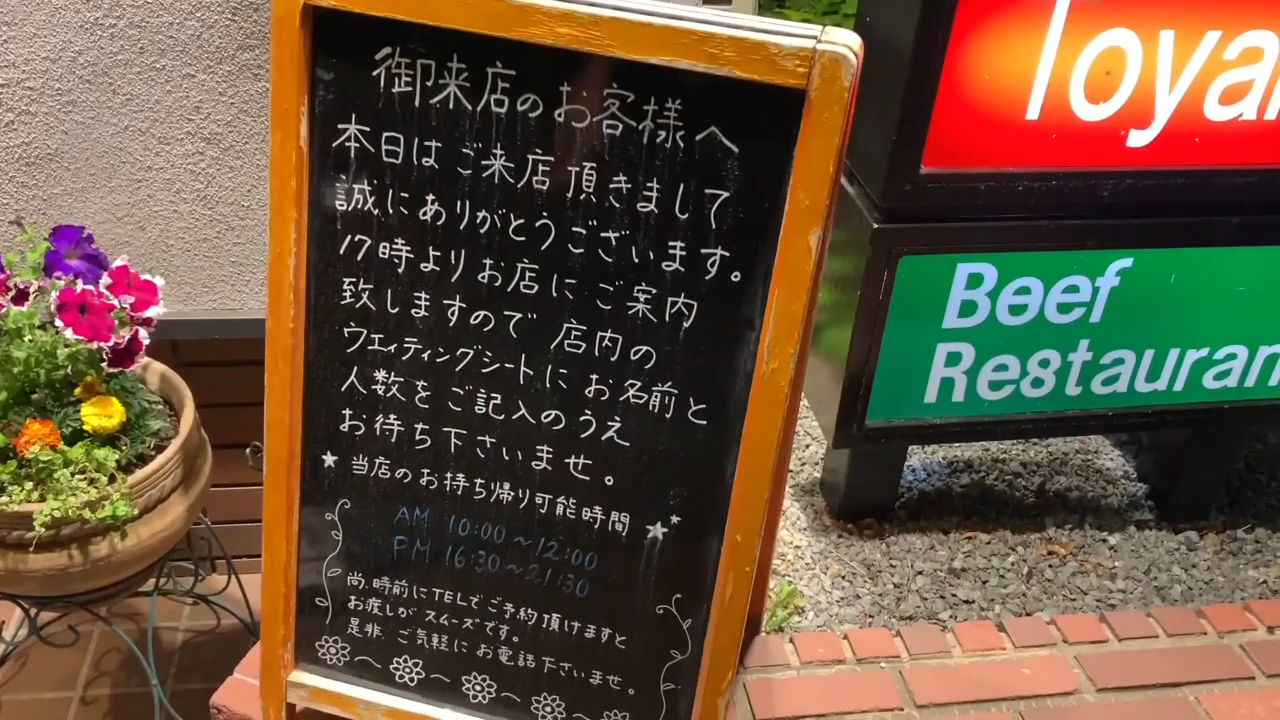 御来店のお客様へ
本日は ご来店 頂きまして
誠にありがとうございます。
17時よりお店に ご案内
致しますので 店内の
ウエィティングシートに お名前と
人数を ご記入のうえ
お待ち下さいませ。
★ 当店のお持ち帰り可能時間 ★★
AM 10:00～12:00
PM 16:30～21:30
尚、時前にTELでご予約頂けますと
お渡しが スムーズです。
是非 ご気軽に お電話下さいませ。
Beef
Restauran